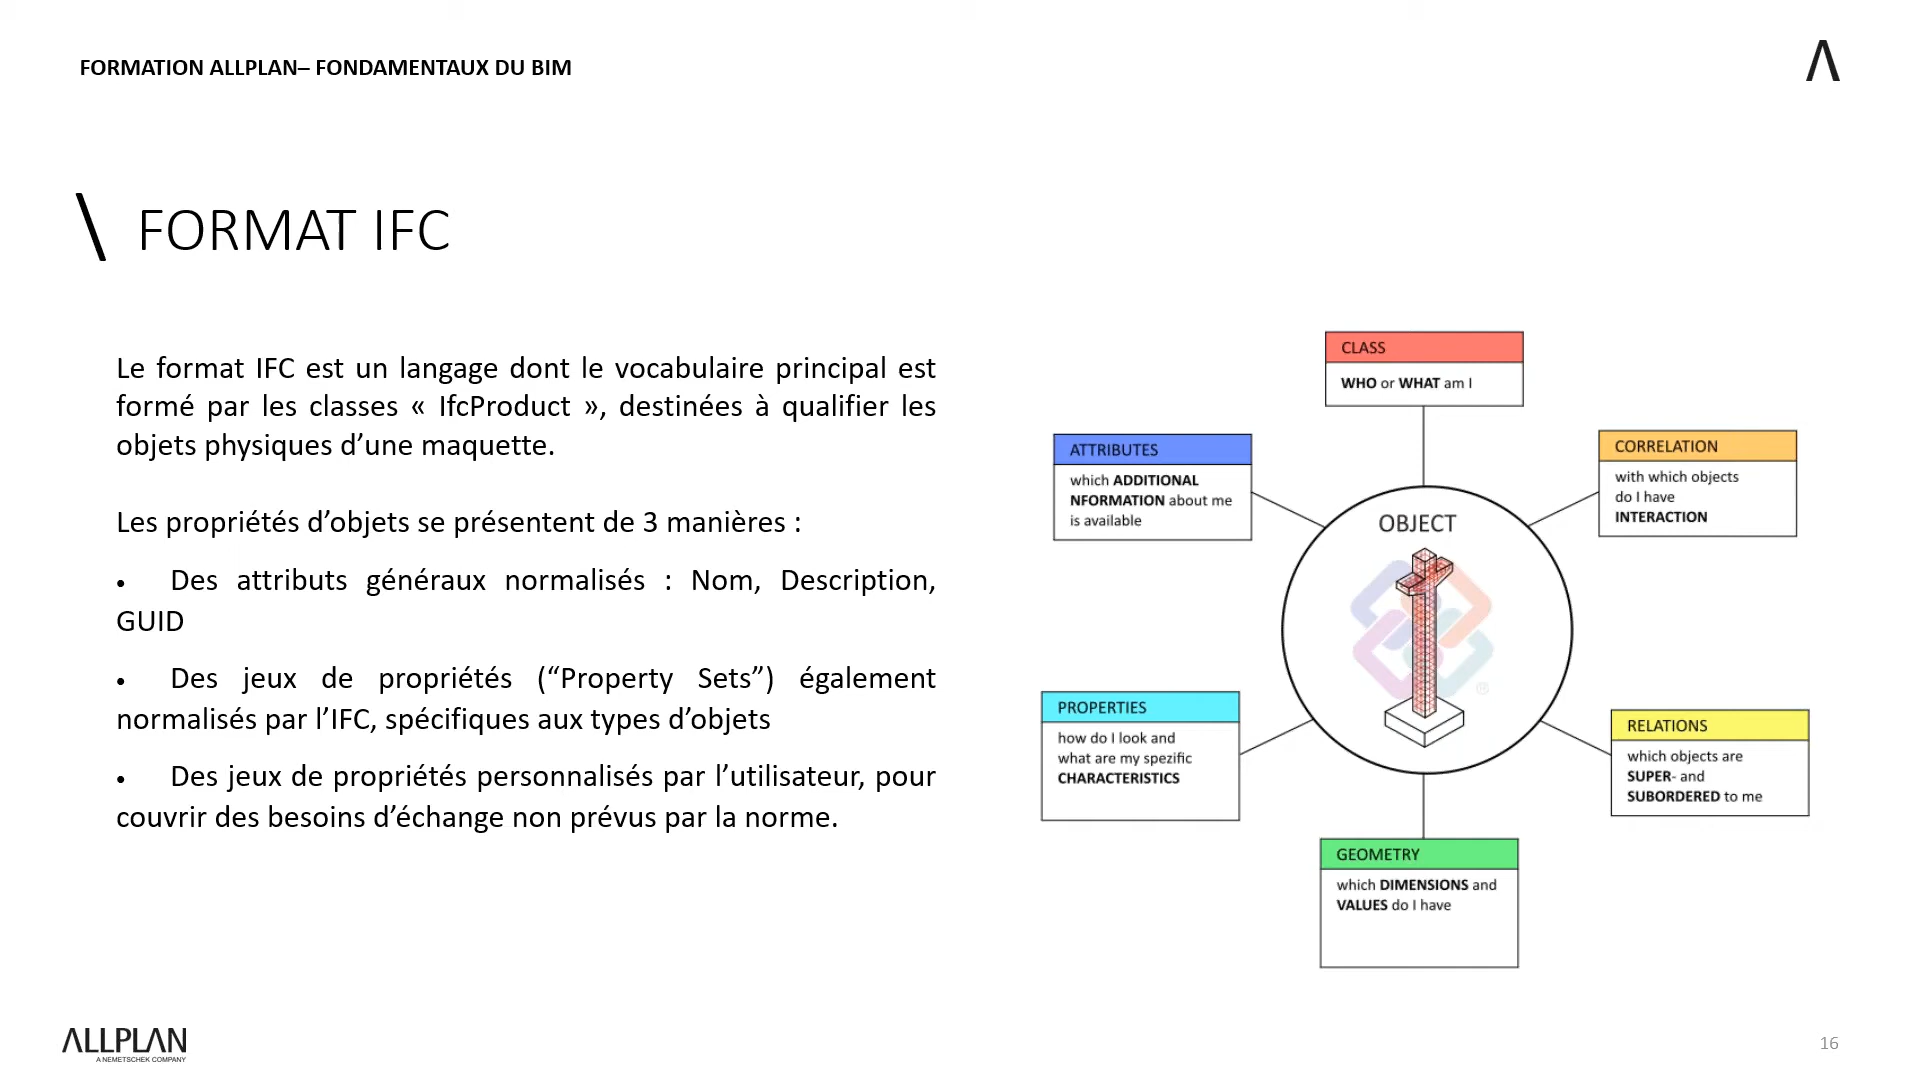 FORMATION ALLPLAN– FONDAMENTAUX DU BIM
\ FORMAT IFC
Le format IFC est un langage dont le vocabulaire principal est
formé par les classes « IfcProduct », destinées à qualifier les
objets physiques d’une maquette.
Les propriétés d’objets se présentent de 3 manières :
• Des attributs généraux normalisés : Nom, Description,
GUID
• Des jeux de propriétés (“Property Sets”) également
normalisés par l’IFC, spécifiques aux types d’objets
• Des jeux de propriétés personnalisés par l’utilisateur, pour
couvrir des besoins d’échange non prévus par la norme.
CLASS
WHO or WHAT am I
ATTRIBUTES
which ADDITIONAL
NFORMATION about me
is available
CORRELATION
with which objects
do I have
INTERACTION
OBJECT
®
PROPERTIES
how do I look and
what are my spezific
CHARACTERISTICS
RELATIONS
which objects are
SUPER- and
SUBORDERED to me
GEOMETRY
which DIMENSIONS and
VALUES do I have
ALLPLAN
A NEMETSCHEK COMPANY
16